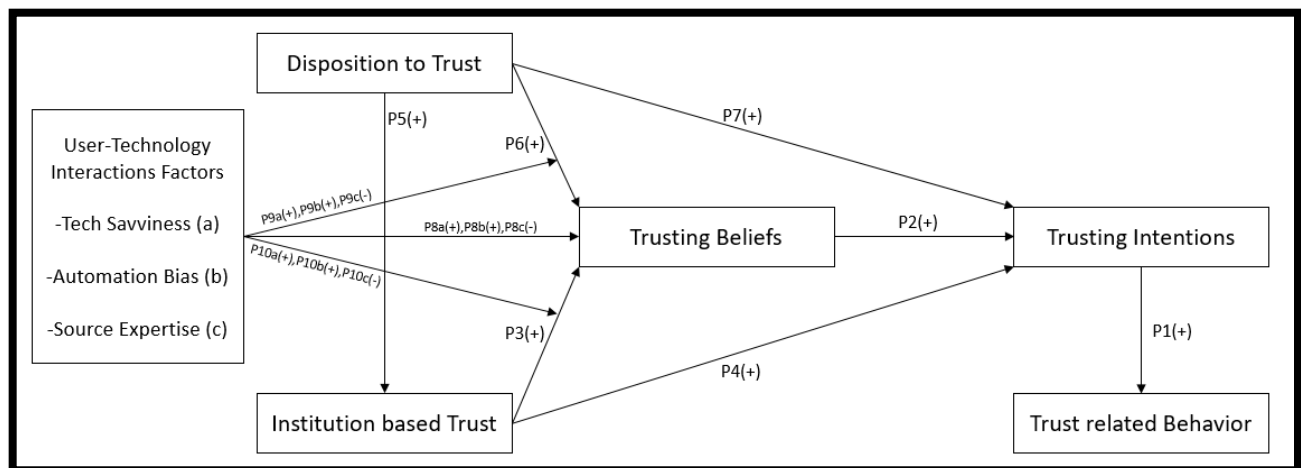 Disposition to Trust
P5(+)
P7(+)
User-Technology
Interactions Factors
-Tech Savviness (a)
-Automation Bias (b)
-Source Expertise (c)
P6(+)
P9a(+),P9b(+),P9c(-)
P8a(+),P8b(+),P8c(-)
P10a(+),P10b(+),P10c(-)
Trusting Beliefs
P2(+)
Trusting Intentions
P3(+)
P4(+)
P1(+)
Institution based Trust
Trust related Behavior